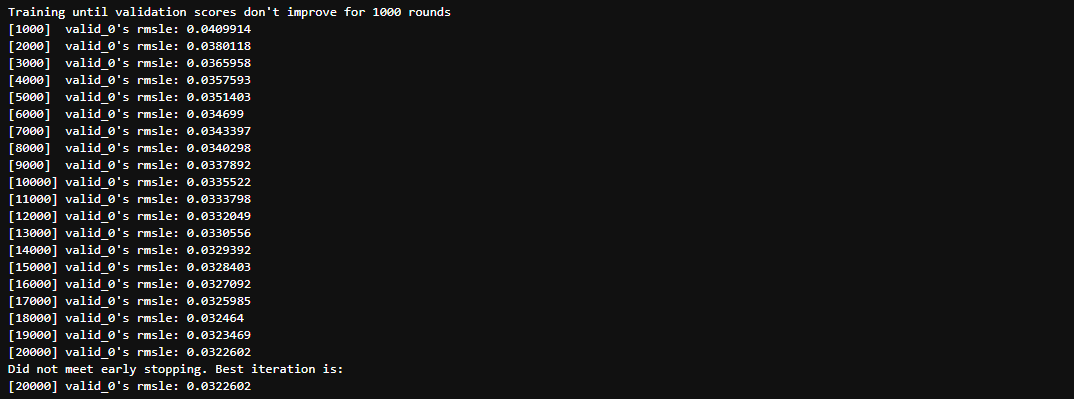 Training until validation scores don't improve for 1000 rounds
[1000]  valid_0's rmsle: 0.0409914
[2000]  valid_0's rmsle: 0.0380118
[3000]  valid_0's rmsle: 0.0365958
[4000]  valid_0's rmsle: 0.0357593
[5000]  valid_0's rmsle: 0.0351403
[6000]  valid_0's rmsle: 0.034699
[7000]  valid_0's rmsle: 0.0343397
[8000]  valid_0's rmsle: 0.0340298
[9000]  valid_0's rmsle: 0.0337892
[10000] valid_0's rmsle: 0.0335522
[11000] valid_0's rmsle: 0.0333798
[12000] valid_0's rmsle: 0.0332049
[13000] valid_0's rmsle: 0.0330556
[14000] valid_0's rmsle: 0.0329392
[15000] valid_0's rmsle: 0.0328403
[16000] valid_0's rmsle: 0.0327092
[17000] valid_0's rmsle: 0.0325985
[18000] valid_0's rmsle: 0.032464
[19000] valid_0's rmsle: 0.0323469
[20000] valid_0's rmsle: 0.0322602
Did not meet early stopping. Best iteration is:
[20000] valid_0's rmsle: 0.0322602